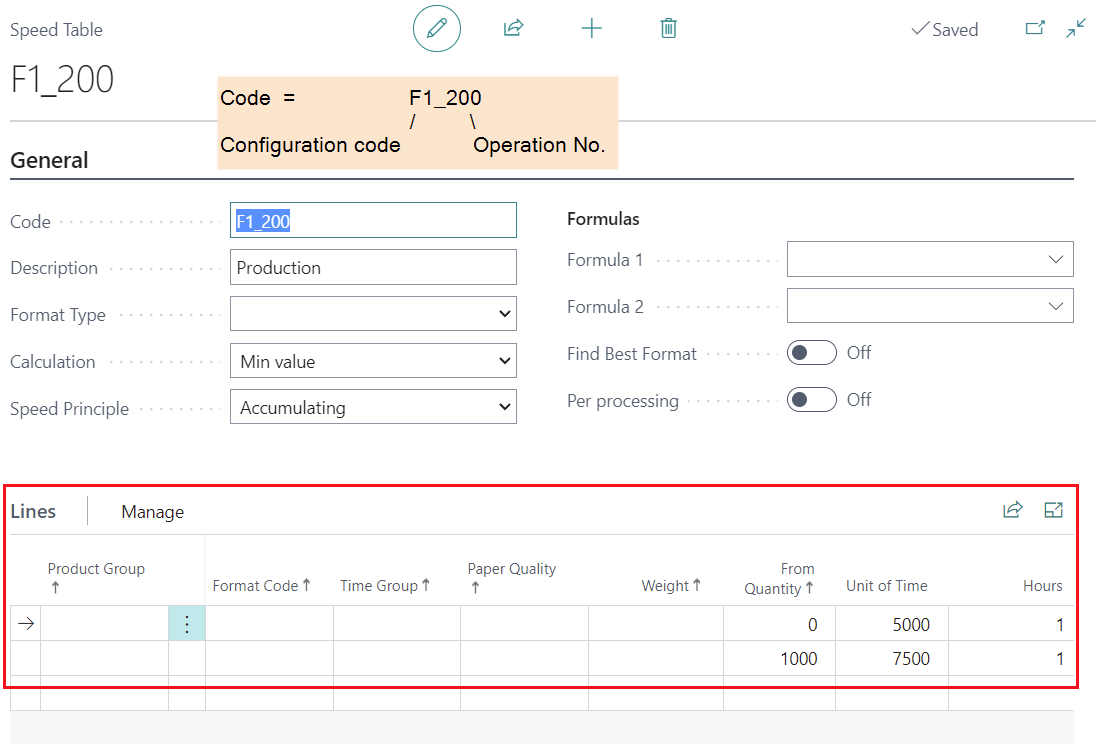 Speed Table
Saved
F1_200
Code = F1_200
/ \
Configuration code Operation No.
General
Code F1_200
Description Production
Format Type
Calculation Min value
Speed Principle Accumulating
Formulas
Formula 1
Formula 2
Find Best Format Off
Per processing Off
Lines Manage
Product Group ↑ Format Code ↑ Time Group ↑ Paper Quality ↑ Weight ↑ From Quantity ↑ Unit of Time Hours
→ 0 5000 1
1000 7500 1